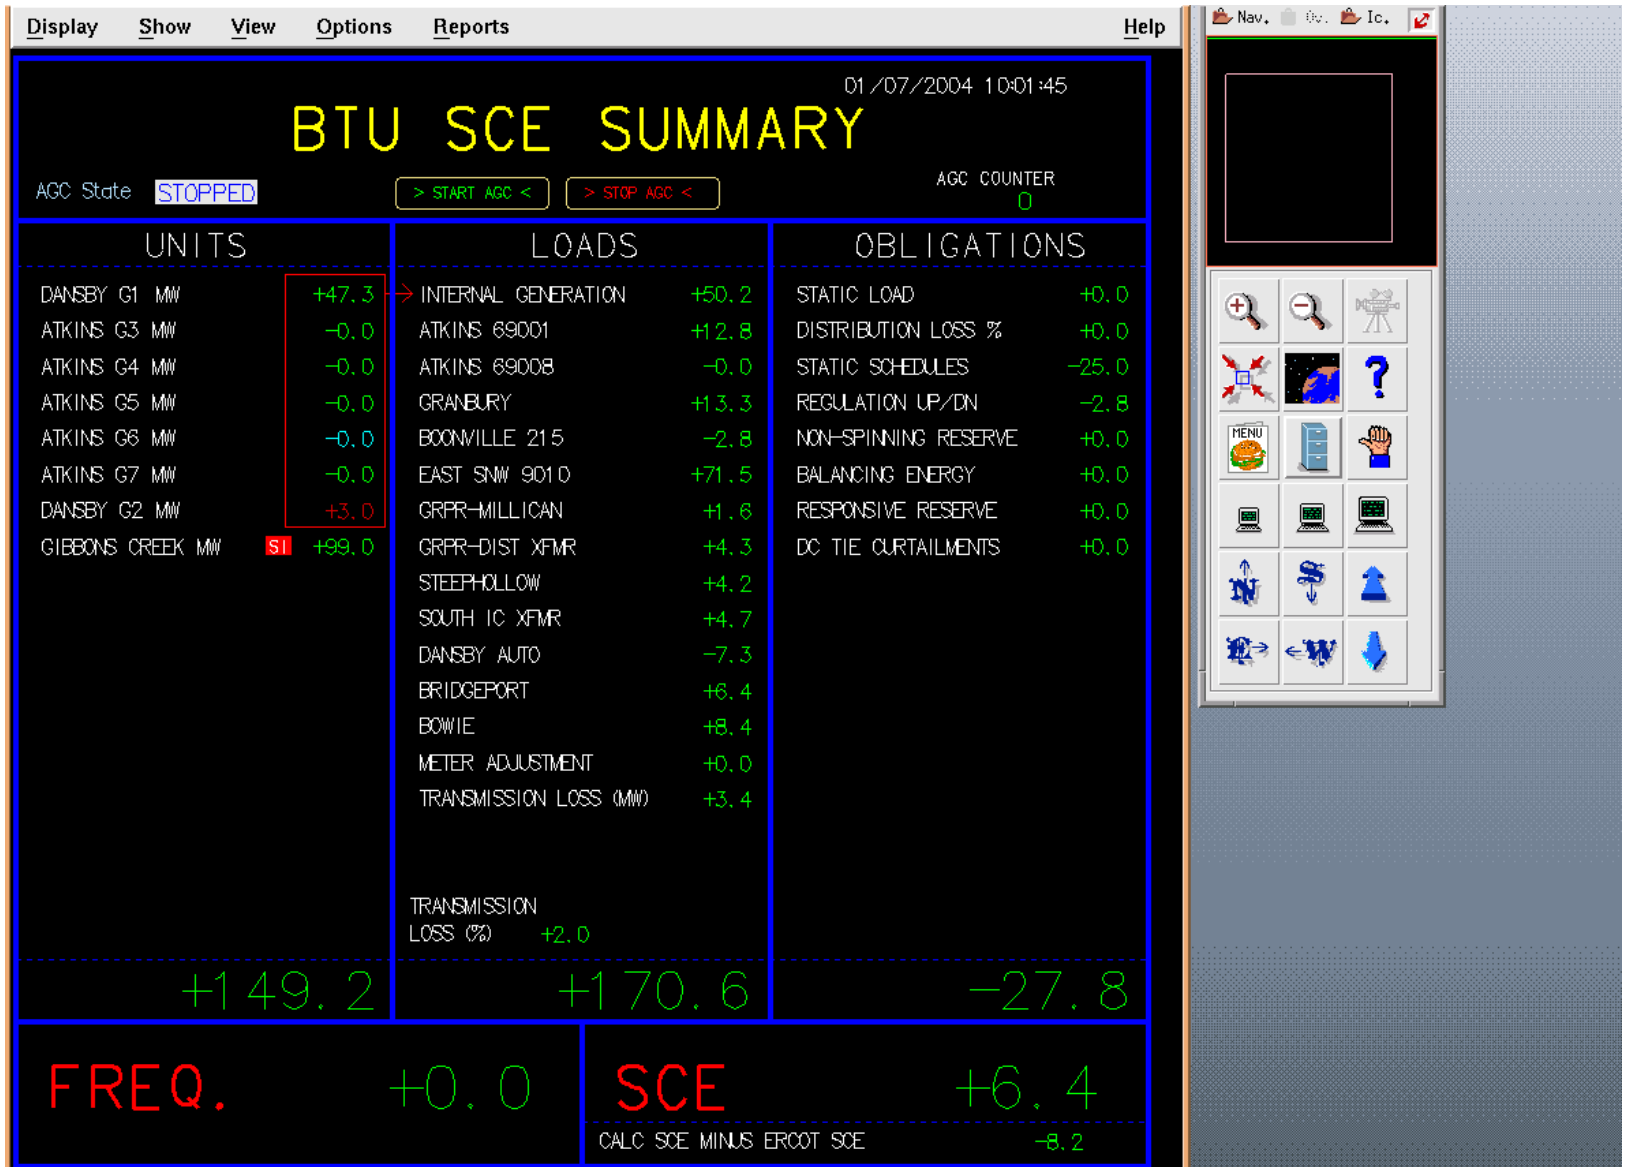 Display Show View Options Reports Help
Nav. Ov. Ic.
01/07/2004 10:01:45
BTU SCE SUMMARY
AGC State STOPPED > START AGC < > STOP AGC < AGC COUNTER
0
UNITS
DANSBY G1 MW +47.3
ATKINS G3 MW -0.0
ATKINS G4 MW -0.0
ATKINS G5 MW -0.0
ATKINS G6 MW -0.0
ATKINS G7 MW -0.0
DANSBY G2 MW +3.0
GIBBONS CREEK MW SI +99.0
+149.2
LOADS
INTERNAL GENERATION +50.2
ATKINS 69001 +12.8
ATKINS 69008 -0.0
GRANBURY +13.3
BOONVILLE 215 -2.8
EAST SNW 9010 +71.5
GRPR-MILLICAN +1.6
GRPR-DIST XFMR +4.3
STEEPHOLLOW +4.2
SOUTH IC XFMR +4.7
DANSBY AUTO -7.3
BRIDGEPORT +6.4
BOWIE +8.4
METER ADJUSTMENT +0.0
TRANSMISSION LOSS (MW) +3.4
TRANSMISSION
LOSS (%) +2.0
+170.6
OBLIGATIONS
STATIC LOAD +0.0
DISTRIBUTION LOSS % +0.0
STATIC SCHEDULES -25.0
REGULATION UP/DN -2.8
NON-SPINNING RESERVE +0.0
BALANCING ENERGY +0.0
RESPONSIVE RESERVE +0.0
DC TIE CURTAILMENTS +0.0
-27.8
FREQ. +0.0
SCE +6.4
CALC SCE MINUS ERCOT SCE -8.2
?
MENU
N S
E W